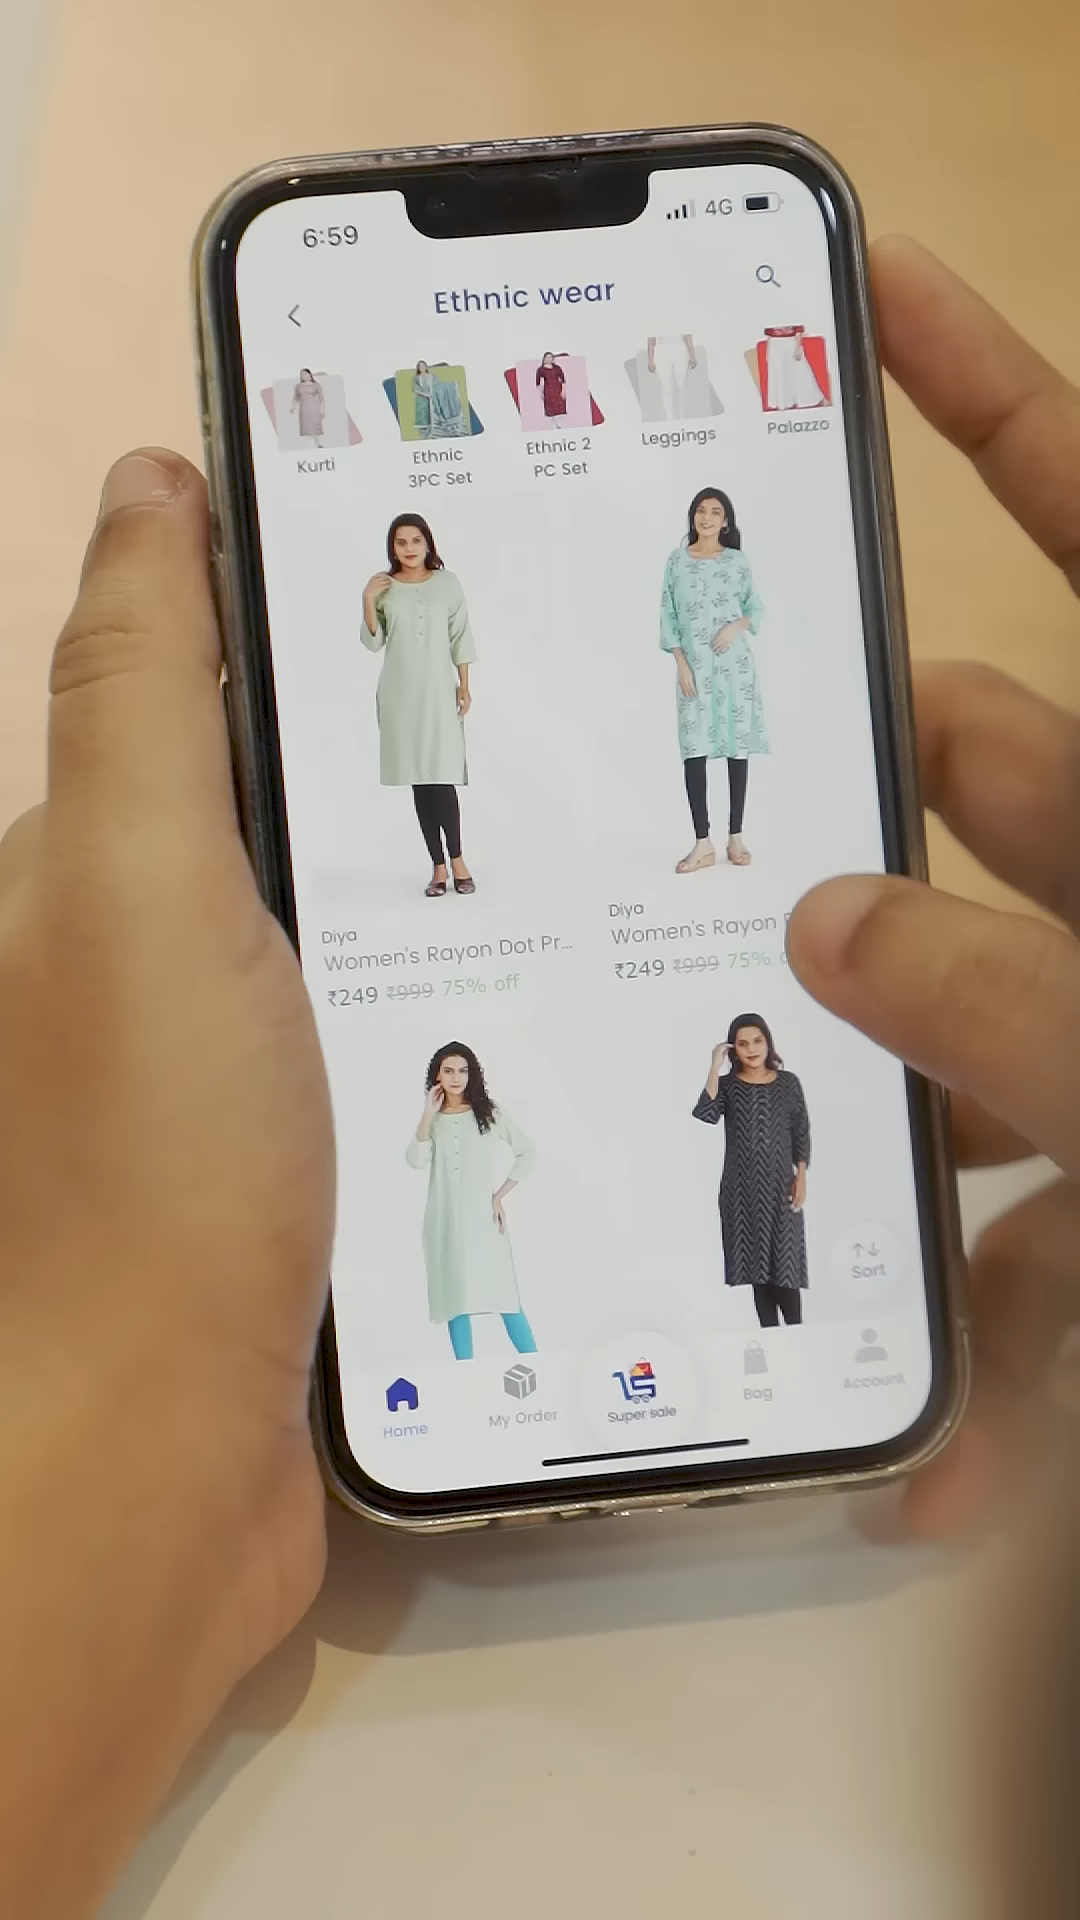 6:59
4G
Ethnic wear
Kurti
Ethnic
3PC Set
Ethnic 2
PC Set
Leggings
Palazzo
Diya
Women's Rayon Dot Pr...
₹249 ₹999 75% off
Diya
Women's Rayon
₹249 ₹999 75%
Sort
Home
My Order
Super sale
Bag
Account